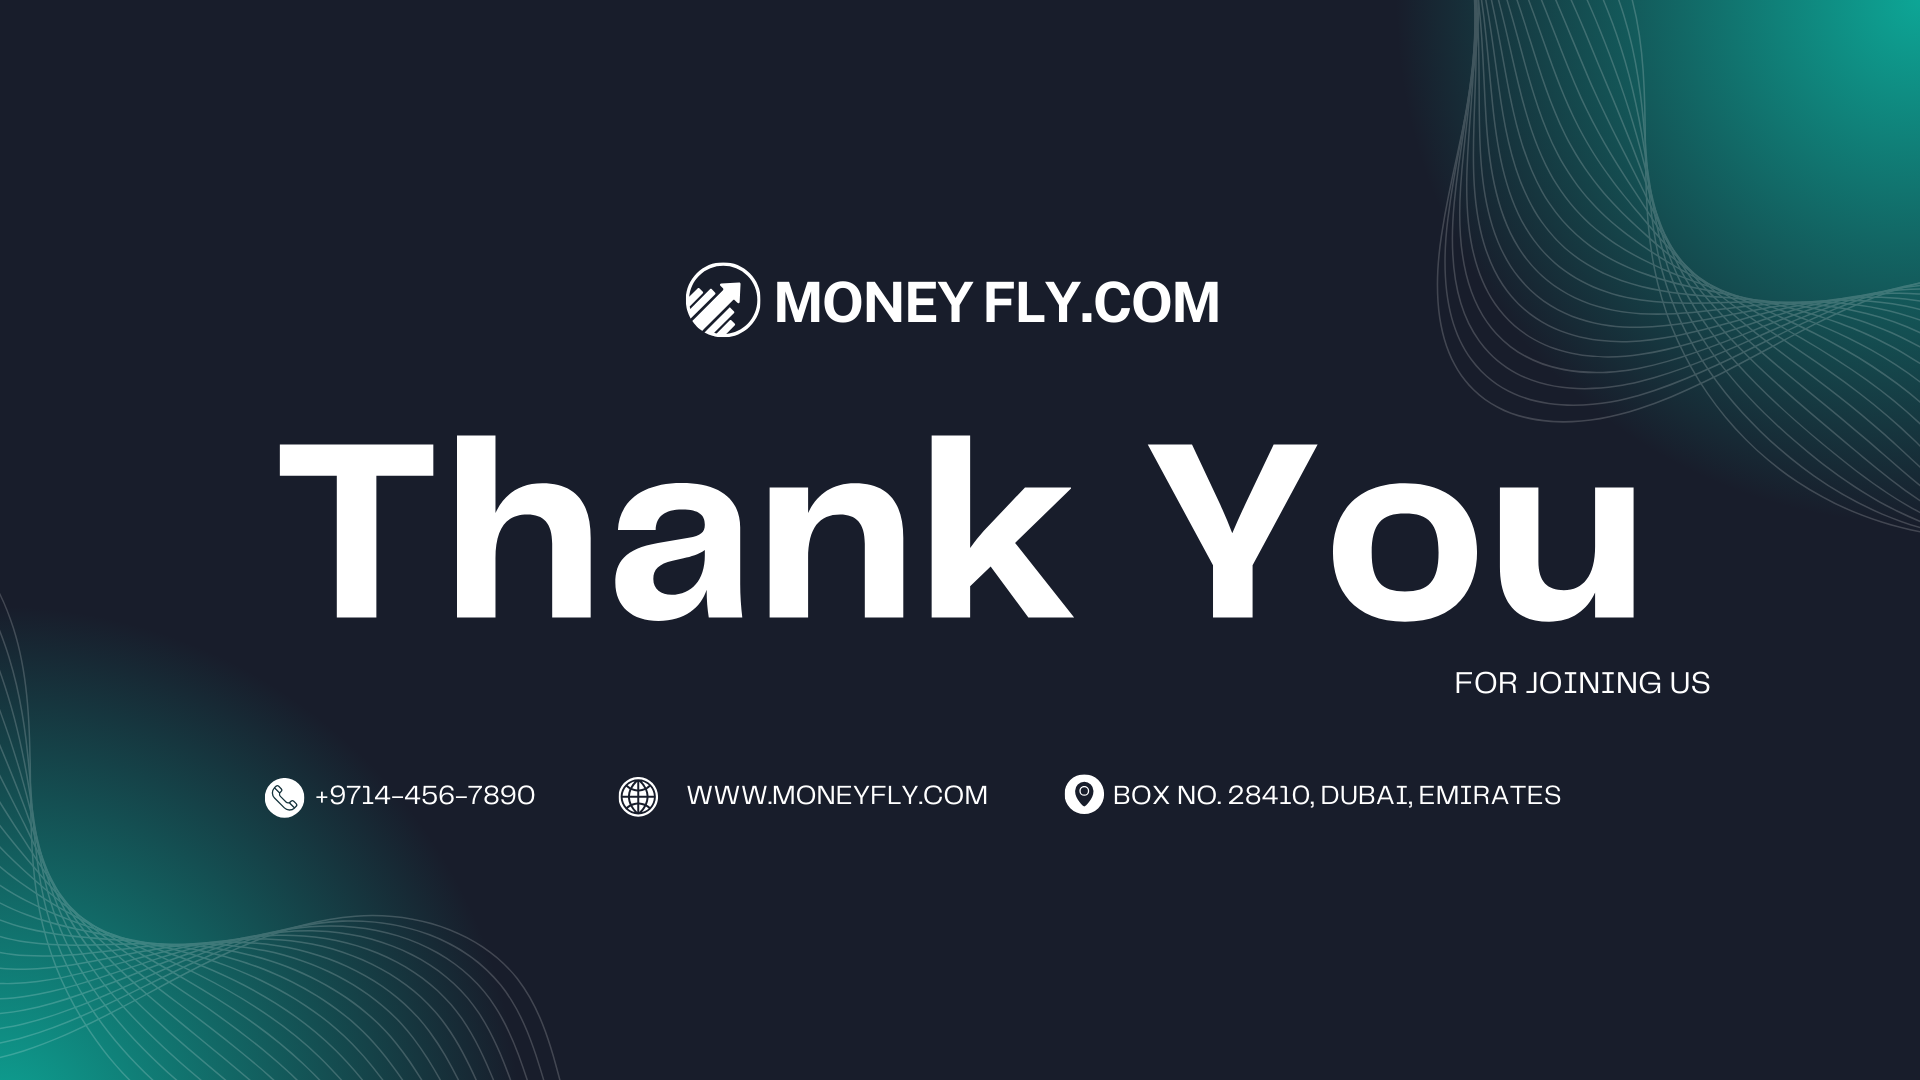 MONEY FLY.COM
Thank You
FOR JOINING US
+9714-456-7890
WWW.MONEYFLY.COM
BOX NO. 28410, DUBAI, EMIRATES